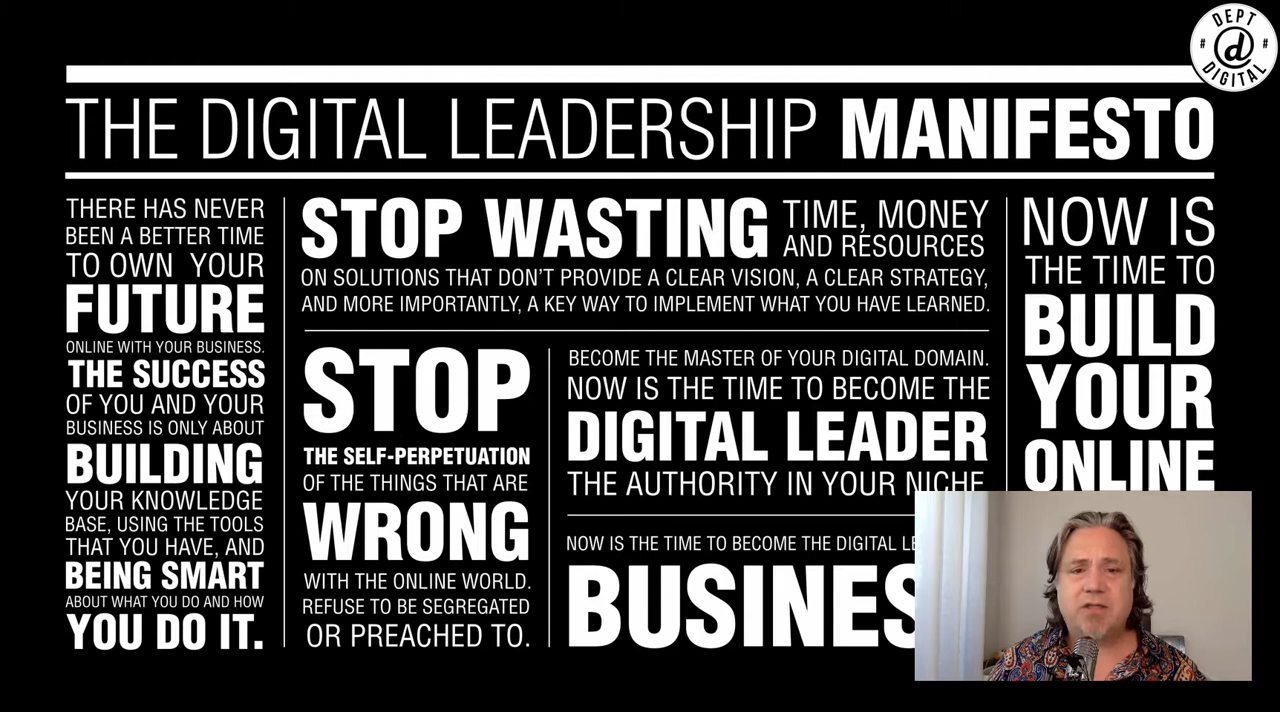 DEPT
# d #
DIGITAL
THE DIGITAL LEADERSHIP MANIFESTO
THERE HAS NEVER
BEEN A BETTER TIME
TO OWN YOUR
FUTURE
ONLINE WITH YOUR BUSINESS.
THE SUCCESS
OF YOU AND YOUR
BUSINESS IS ONLY ABOUT
BUILDING
YOUR KNOWLEDGE
BASE, USING THE TOOLS
THAT YOU HAVE, AND
BEING SMART
ABOUT WHAT YOU DO AND HOW
YOU DO IT.
STOP WASTING TIME, MONEY
AND RESOURCES
ON SOLUTIONS THAT DON'T PROVIDE A CLEAR VISION, A CLEAR STRATEGY,
AND MORE IMPORTANTLY, A KEY WAY TO IMPLEMENT WHAT YOU HAVE LEARNED.
STOP
THE SELF-PERPETUATION
OF THE THINGS THAT ARE
WRONG
WITH THE ONLINE WORLD.
REFUSE TO BE SEGREGATED
OR PREACHED TO.
BECOME THE MASTER OF YOUR DIGITAL DOMAIN.
NOW IS THE TIME TO BECOME THE
DIGITAL LEADER
THE AUTHORITY IN YOUR NICHE
NOW IS THE TIME TO BECOME THE DIGITAL LE
BUSINES
NOW IS
THE TIME TO
BUILD
YOUR
ONLINE